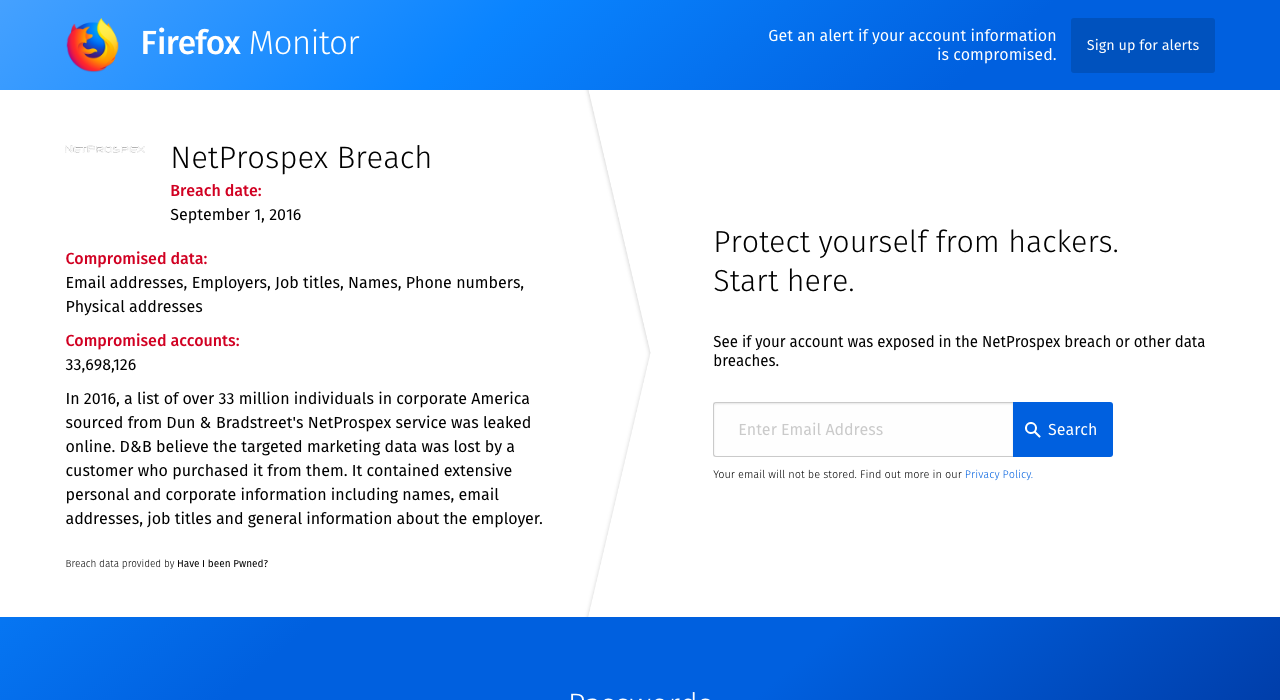 Firefox Monitor
Get an alert if your account information
is compromised.
Sign up for alerts
NETPROSPEX
NetProspex Breach
Breach date:
September 1, 2016
Compromised data:
Email addresses, Employers, Job titles, Names, Phone numbers,
Physical addresses
Compromised accounts:
33,698,126
In 2016, a list of over 33 million individuals in corporate America
sourced from Dun & Bradstreet's NetProspex service was leaked
online. D&B believe the targeted marketing data was lost by a
customer who purchased it from them. It contained extensive
personal and corporate information including names, email
addresses, job titles and general information about the employer.
Breach data provided by Have I been Pwned?
Protect yourself from hackers.
Start here.
See if your account was exposed in the NetProspex breach or other data
breaches.
Enter Email Address
Search
Your email will not be stored. Find out more in our Privacy Policy.
Passwords